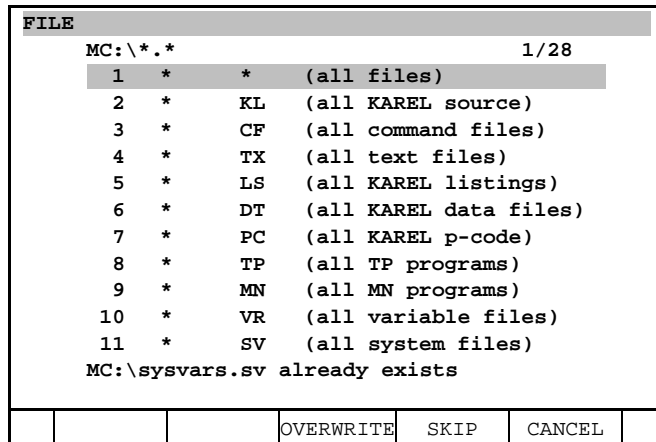 FILE
MC:\*.* 1/28
1 * * (all files)
2 * KL (all KAREL source)
3 * CF (all command files)
4 * TX (all text files)
5 * LS (all KAREL listings)
6 * DT (all KAREL data files)
7 * PC (all KAREL p-code)
8 * TP (all TP programs)
9 * MN (all MN programs)
10 * VR (all variable files)
11 * SV (all system files)
MC:\sysvars.sv already exists
OVERWRITE SKIP CANCEL